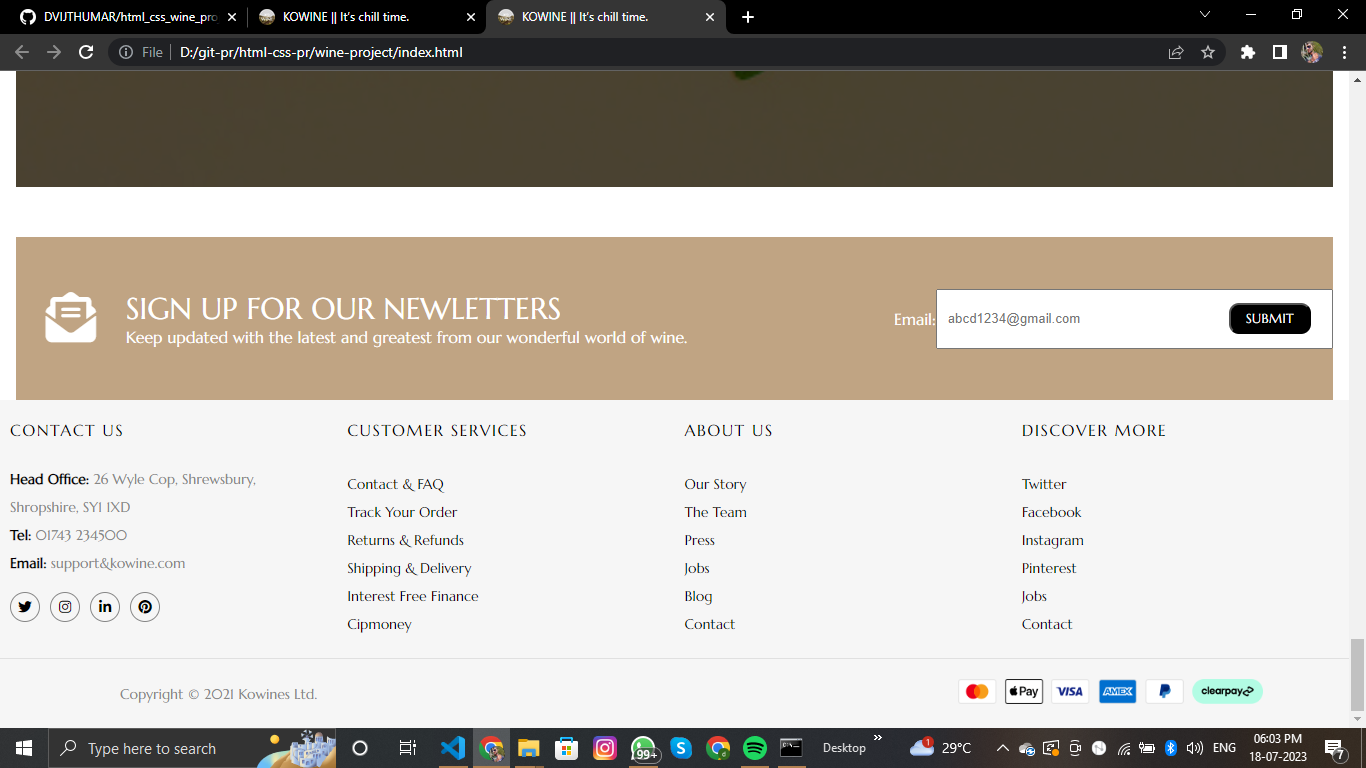 DVIJTHUMAR/html_css_wine_pro
KOWINE || It's chill time.
KOWINE || It's chill time.
File
D:/git-pr/html-css-pr/wine-project/index.html
SIGN UP FOR OUR NEWLETTERS
Keep updated with the latest and greatest from our wonderful world of wine.
Email:
abcd1234@gmail.com
SUBMIT
CONTACT US
Head Office: 26 Wyle Cop, Shrewsbury,
Shropshire, SY1 1XD
Tel: 01743 234500
Email: support&kowine.com
CUSTOMER SERVICES
Contact & FAQ
Track Your Order
Returns & Refunds
Shipping & Delivery
Interest Free Finance
Cipmoney
ABOUT US
Our Story
The Team
Press
Jobs
Blog
Contact
DISCOVER MORE
Twitter
Facebook
Instagram
Pinterest
Jobs
Contact
Copyright © 2021 Kowines Ltd.
Pay
VISA
AMEX
clearpay
Type here to search
99+
Desktop
1
29°C
ENG
06:03 PM
18-07-2023
7